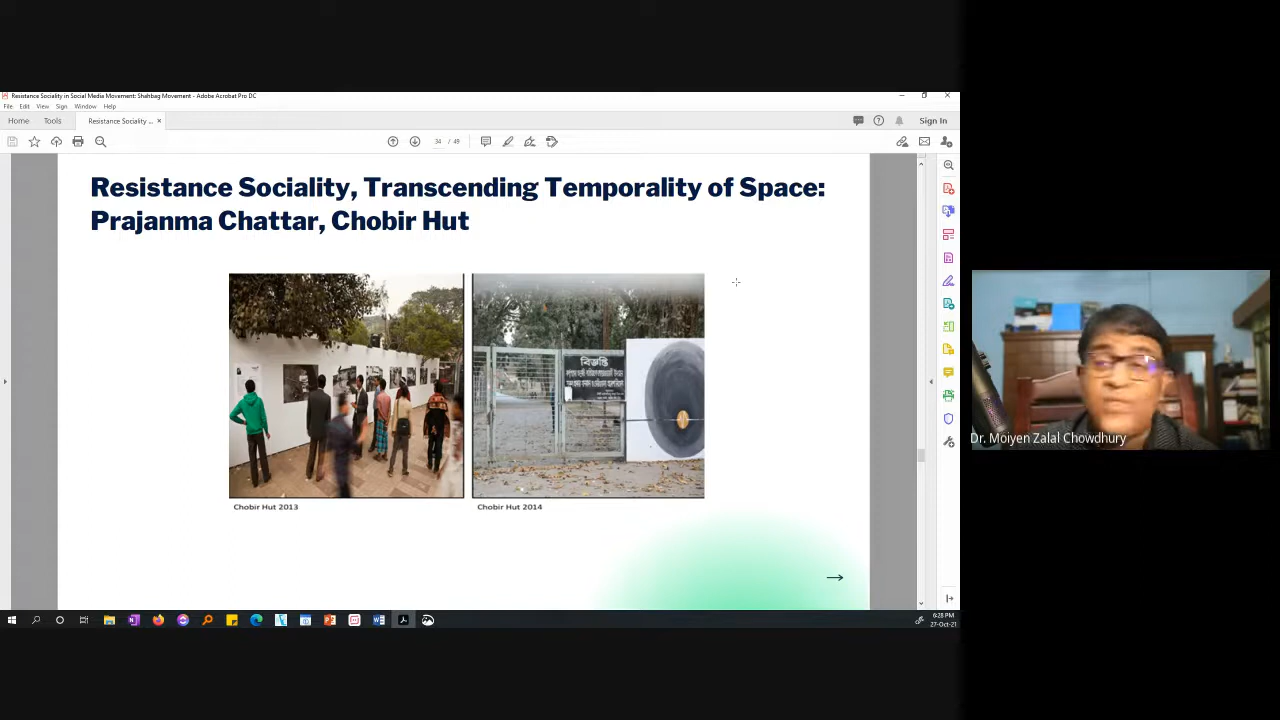 Resistance Sociality in Social Media Movement: Shahbag Movement - Adobe Acrobat Pro DC
File Edit View Sign Window Help
Home Tools Resistance Sociality ... × Sign In
34 / 49
Resistance Sociality, Transcending Temporality of Space:
Prajanma Chattar, Chobir Hut
বিজ্ঞপ্তি
Chobir Hut 2013 Chobir Hut 2014
Dr. Moiyen Zalal Chowdhury
6:28 PM
27-Oct-21